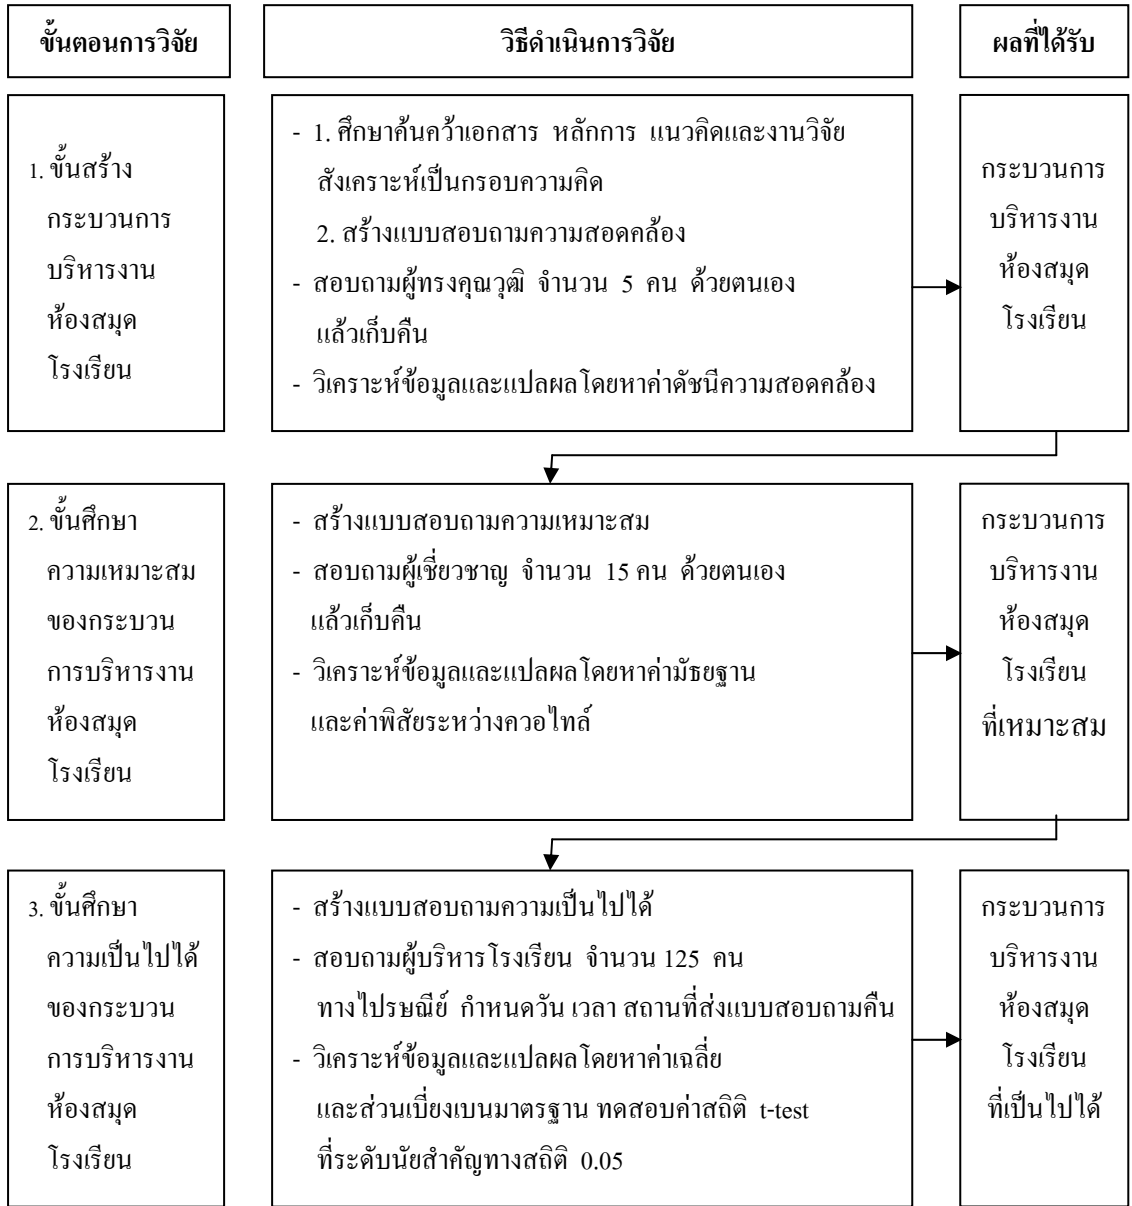 ขั้นตอนการวิจัย
วิธีดำเนินการวิจัย
ผลที่ได้รับ
1. ขั้นสร้าง
กระบวนการ
บริหารงาน
ห้องสมุด
โรงเรียน
- 1. ศึกษาค้นคว้าเอกสาร หลักการ แนวคิดและงานวิจัย
สังเคราะห์เป็นกรอบความคิด
2. สร้างแบบสอบถามความสอดคล้อง
- สอบถามผู้ทรงคุณวุฒิ จำนวน 5 คน ด้วยตนเอง
แล้วเก็บคืน
- วิเคราะห์ข้อมูลและแปลผลโดยหาค่าดัชนีความสอดคล้อง
กระบวนการ
บริหารงาน
ห้องสมุด
โรงเรียน
2. ขั้นศึกษา
ความเหมาะสม
ของกระบวน
การบริหารงาน
ห้องสมุด
โรงเรียน
- สร้างแบบสอบถามความเหมาะสม
- สอบถามผู้เชี่ยวชาญ จำนวน 15 คน ด้วยตนเอง
แล้วเก็บคืน
- วิเคราะห์ข้อมูลและแปลผลโดยหาค่ามัธยฐาน
และค่าพิสัยระหว่างควอไทล์
กระบวนการ
บริหารงาน
ห้องสมุด
โรงเรียน
ที่เหมาะสม
3. ขั้นศึกษา
ความเป็นไปได้
ของกระบวน
การบริหารงาน
ห้องสมุด
โรงเรียน
- สร้างแบบสอบถามความเป็นไปได้
- สอบถามผู้บริหารโรงเรียน จำนวน 125 คน
ทางไปรษณีย์ กำหนดวัน เวลา สถานที่ส่งแบบสอบถามคืน
- วิเคราะห์ข้อมูลและแปลผลโดยหาค่าเฉลี่ย
และส่วนเบี่ยงเบนมาตรฐาน ทดสอบค่าสถิติ t-test
ที่ระดับนัยสำคัญทางสถิติ 0.05
กระบวนการ
บริหารงาน
ห้องสมุด
โรงเรียน
ที่เป็นไปได้